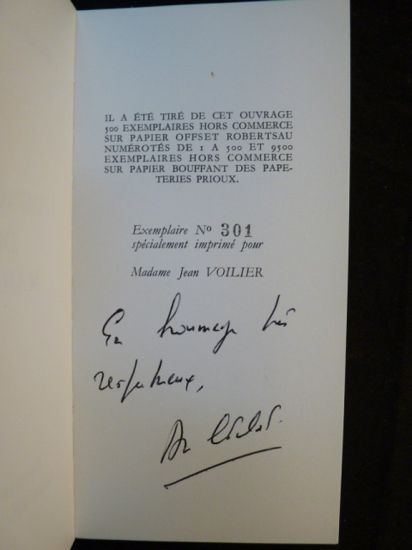 IL A ÉTÉ TIRÉ DE CET OUVRAGE
500 EXEMPLAIRES HORS COMMERCE
SUR PAPIER OFFSET ROBERTSAU
NUMÉROTÉS DE 1 A 500 ET 9500
EXEMPLAIRES HORS COMMERCE
SUR PAPIER BOUFFANT DES PAPE-
TERIES PRIOUX.
Exemplaire Nº 301
spécialement imprimé pour
Madame Jean VOILIER
En hommage très
respectueux,